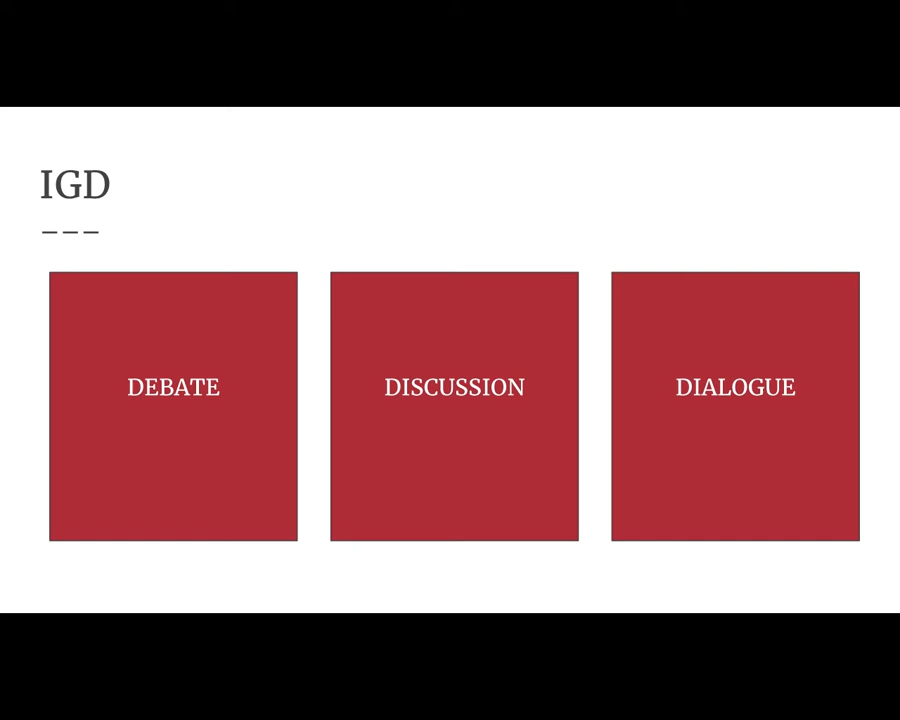 IGD
– – –
DEBATE
DISCUSSION
DIALOGUE